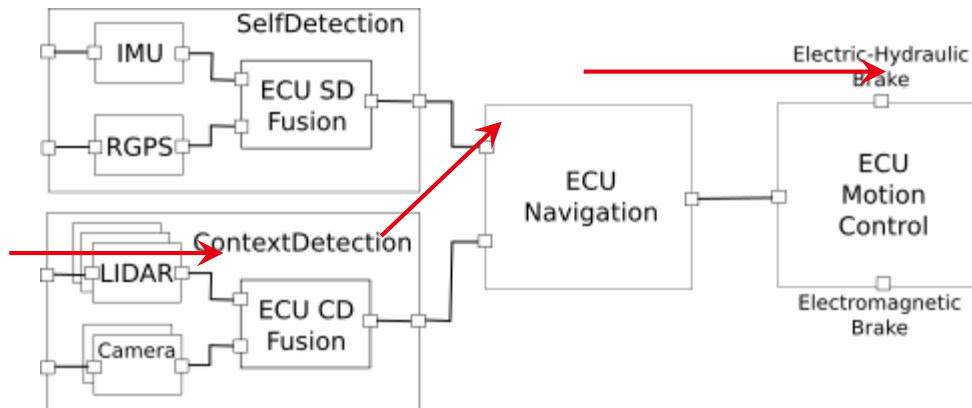 SelfDetection
IMU
ECU SD
Fusion
RGPS
ContextDetection
LIDAR
ECU CD
Fusion
Camera
ECU
Navigation
Electric-Hydraulic
Brake
ECU
Motion
Control
Electromagnetic
Brake